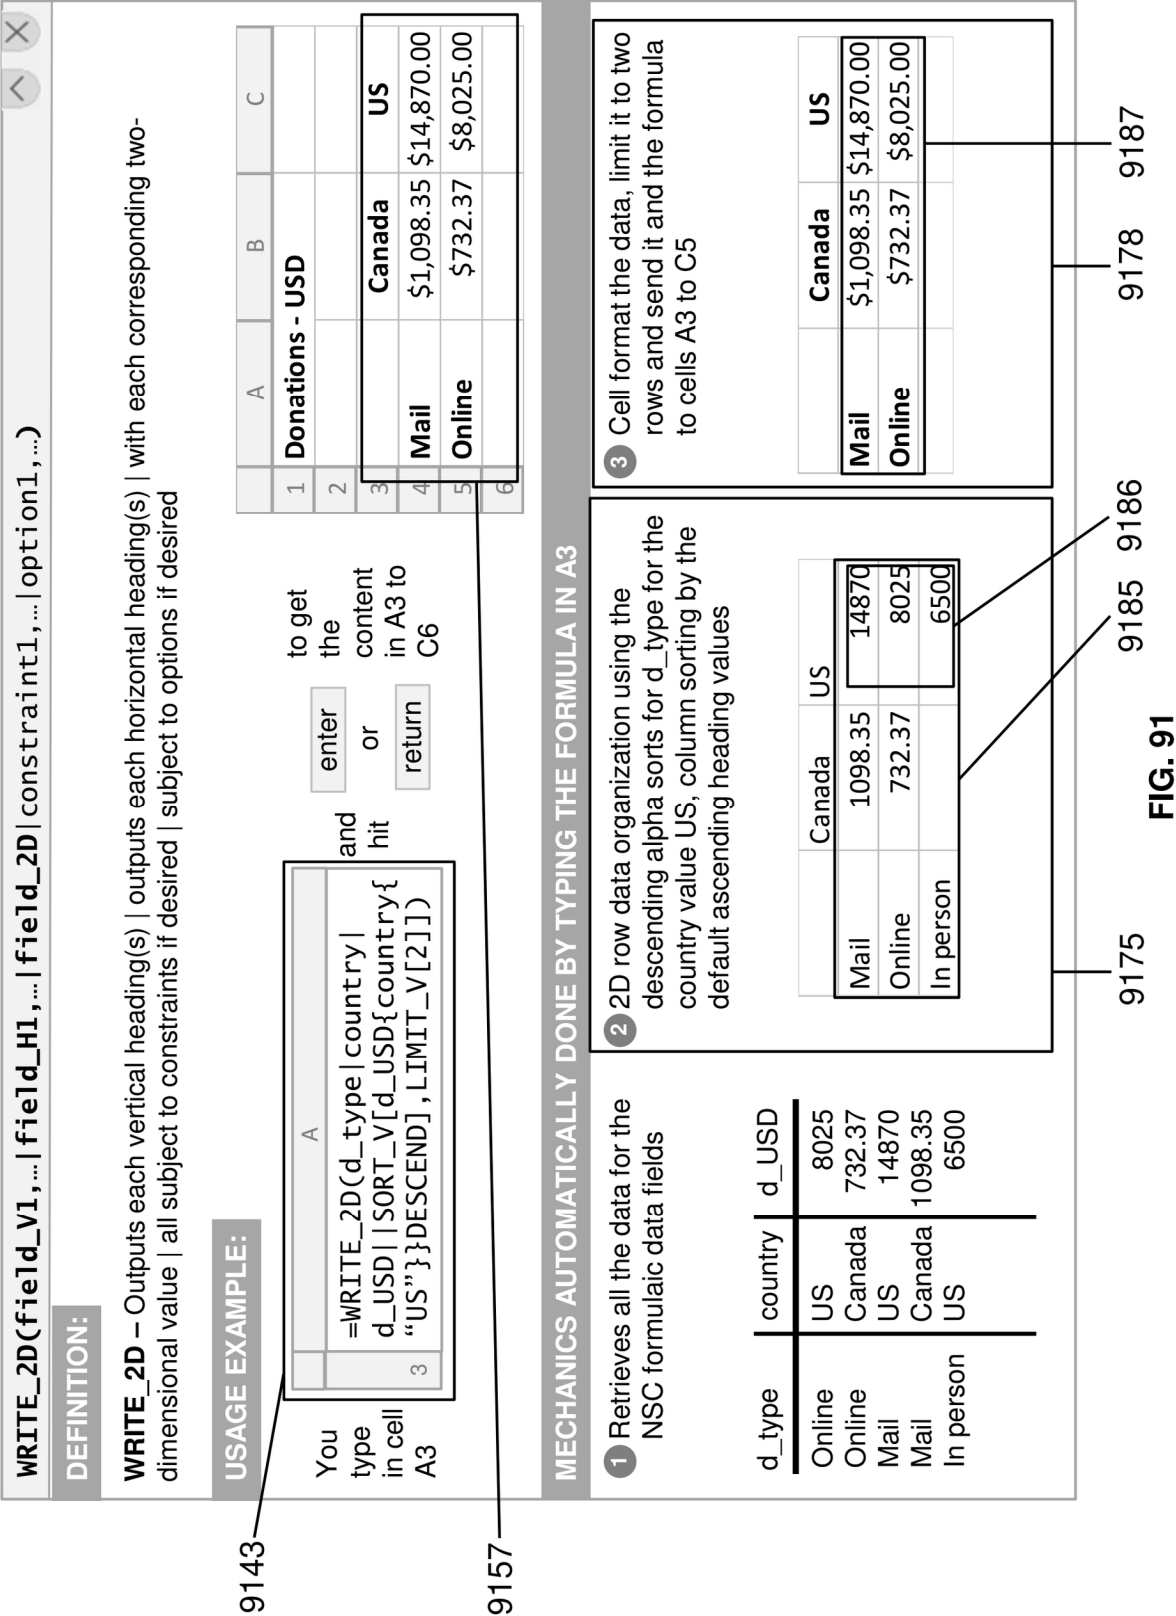 WRITE_2D(field_V1,…|field_H1,…|field_2D|constraint1,…|option1,…)
DEFINITION:
WRITE_2D – Outputs each vertical heading(s) | outputs each horizontal heading(s) | with each corresponding two-
dimensional value | all subject to constraints if desired | subject to options if desired
USAGE EXAMPLE:
9143
You
type
in cell
A3
A
3
=WRITE_2D(d_type|country|
d_USD||SORT_V[d_USD{country{
“US”}}DESCEND],LIMIT_V[2]])
and
hit
enter
or
return
to get
the
content
in A3 to
C6
A B C
1 Donations - USD
2
3 Canada US
4 Mail $1,098.35 $14,870.00
5 Online $732.37 $8,025.00
6
9157
MECHANICS AUTOMATICALLY DONE BY TYPING THE FORMULA IN A3
1 Retrieves all the data for the
NSC formulaic data fields
d_type country d_USD
Online US 8025
Online Canada 732.37
Mail US 14870
Mail Canada 1098.35
In person US 6500
2 2D row data organization using the
descending alpha sorts for d_type for the
country value US, column sorting by the
default ascending heading values
Canada US
Mail 1098.35 14870
Online 732.37 8025
In person 6500
3 Cell format the data, limit it to two
rows and send it and the formula
to cells A3 to C5
Canada US
Mail $1,098.35 $14,870.00
Online $732.37 $8,025.00
9175
9185
9186
9178
9187
FIG. 91